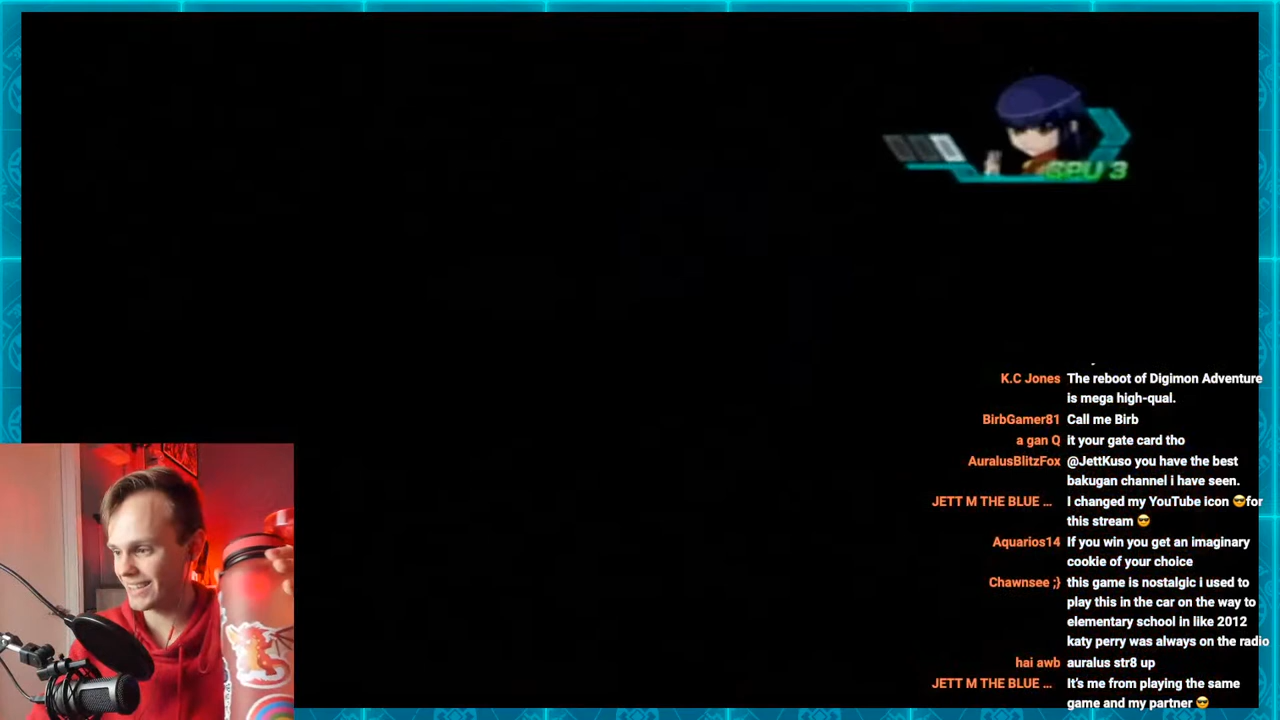 CPU 3
K.C Jones The reboot of Digimon Adventure
is mega high-qual.
BirbGamer81 Call me Birb
a gan Q it your gate card tho
AuralusBlitzFox @JettKuso you have the best
bakugan channel i have seen.
JETT M THE BLUE ... I changed my YouTube icon 😎for
this stream 😎
Aquarios14 If you win you get an imaginary
cookie of your choice
Chawnsee ;} this game is nostalgic i used to
play this in the car on the way to
elementary school in like 2012
katy perry was always on the radio
hai awb auralus str8 up
JETT M THE BLUE ... It's me from playing the same
game and my partner 😎